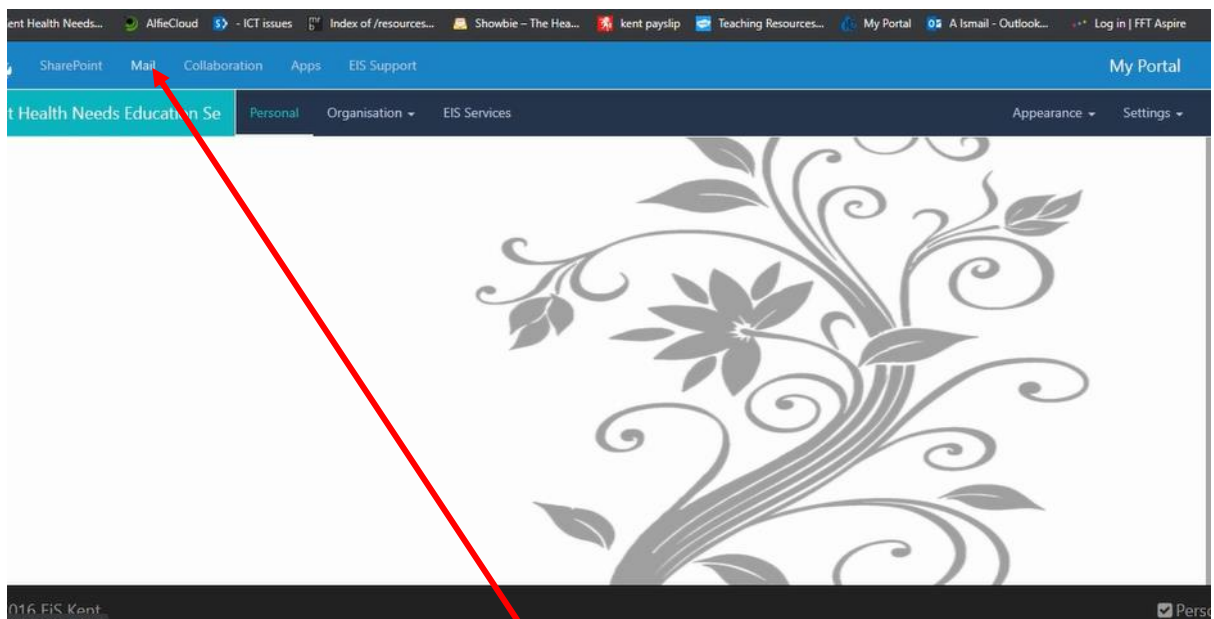 ent Health Needs... AlfieCloud - ICT issues Index of /resources... Showbie – The Hea... kent payslip Teaching Resources... My Portal A Ismail - Outlook... Log in | FFT Aspire
SharePoint Mail Collaboration Apps EIS Support My Portal
t Health Needs Education Se Personal Organisation EIS Services Appearance Settings
016 EiS Kent Perso